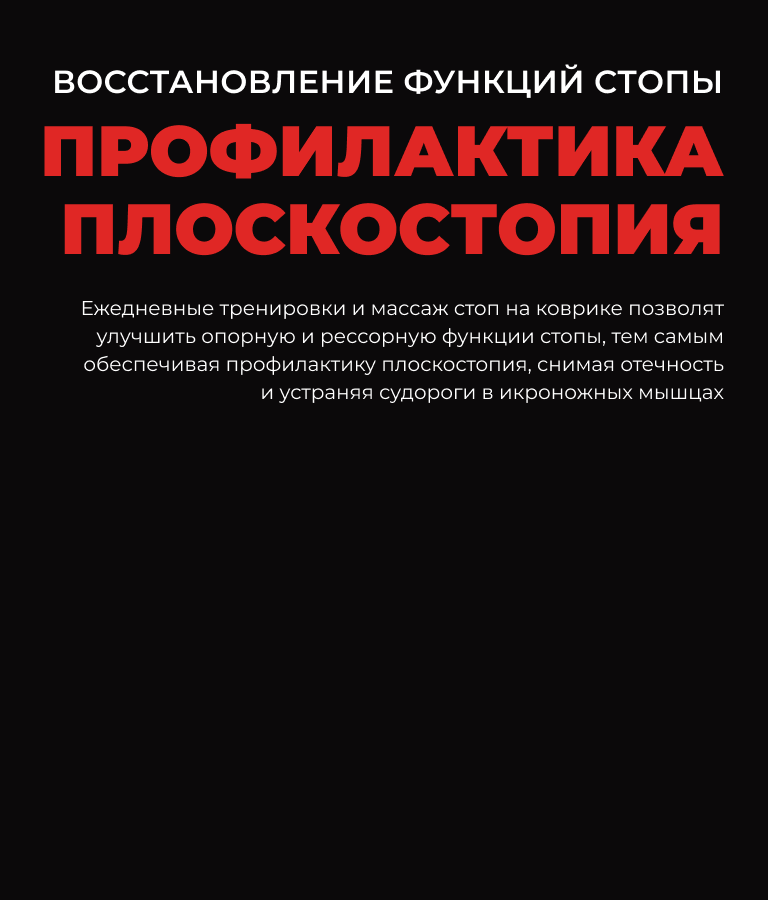 ВОССТАНОВЛЕНИЕ ФУНКЦИЙ СТОПЫ
ПРОФИЛАКТИКА
ПЛОСКОСТОПИЯ
Ежедневные тренировки и массаж стоп на коврике позволят
улучшить опорную и рессорную функции стопы, тем самым
обеспечивая профилактику плоскостопия, снимая отечность
и устраняя судороги в икроножных мышцах